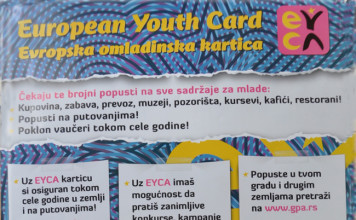 European Youth Card
Evropska omladinska kartica
eyca
Čekaju te brojni popusti na sve sadržaje za mlade:
Kupovina, zabava, prevoz, muzeji, pozorišta, kursevi, kafići, restorani!
Popusti na putovanjima!
Poklon vaučeri tokom cele godine!
Uz EYCA karticu
si osiguran tokom
cele godine u zemlji
i na putovanjima!
Uz EYCA imaš
mogućnost da
pratiš zanimljive
konkurse, kampanje
Popuste u tvom
gradu i drugim
zemljama pretraži
na www.gpa.rs